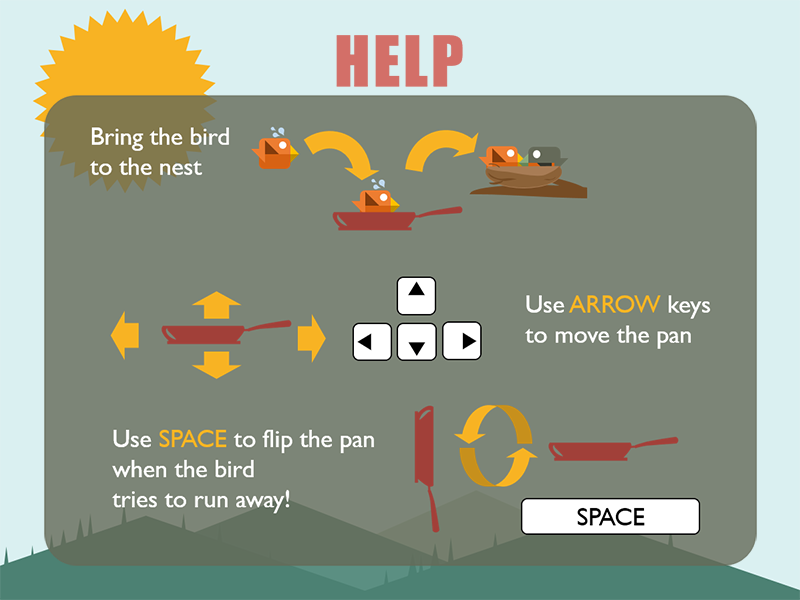 HELP
Bring the bird
to the nest
Use ARROW keys
to move the pan
Use SPACE to flip the pan
when the bird
tries to run away!
SPACE